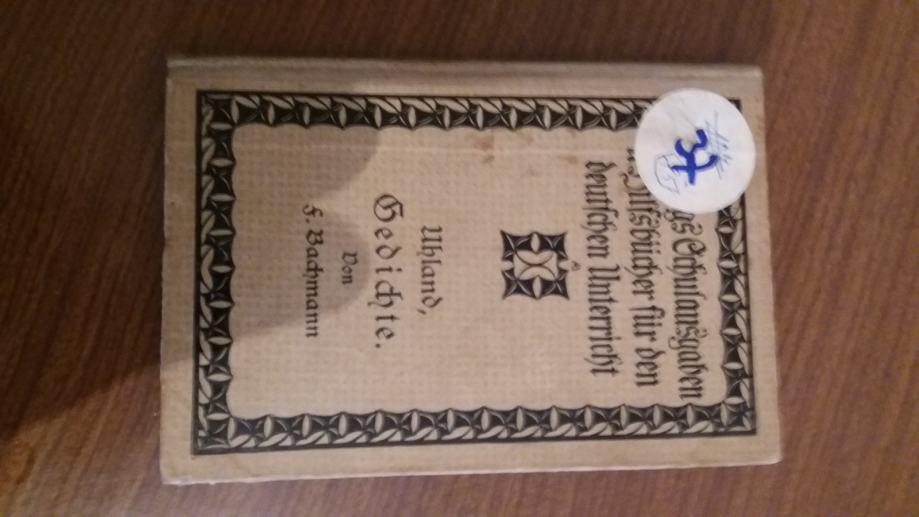 Schulausgaben
u. Hilfsbücher für den
deutschen Unterricht
Uhland,
Gedichte.
Von
F. Bachmann
37